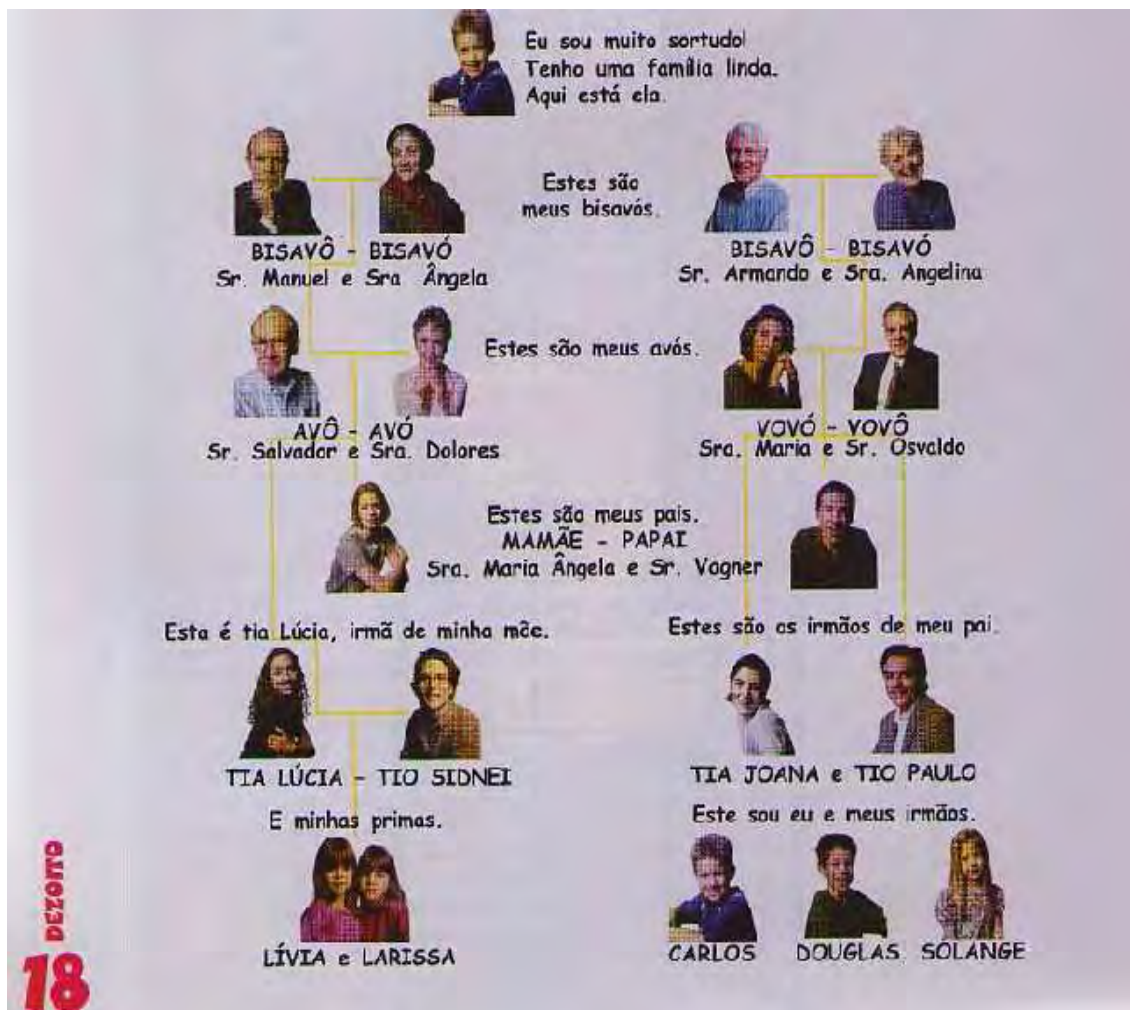 Eu sou muito sortudo!
Tenho uma família linda.
Aqui está ela.
Estes são
meus bisavós.
BISAVÔ - BISAVÓ
Sr. Manuel e Sra Ângela
BISAVÔ - BISAVÓ
Sr. Armando e Sra. Angelina
Estes são meus avós.
AVÔ - AVÓ
Sr. Salvador e Sra. Dolores
VOVÓ - VOVÔ
Sra. Maria e Sr. Osvaldo
Estes são meus pais.
MAMÃE - PAPAI
Sra. Maria Ângela e Sr. Vagner
Esta é tia Lúcia, irmã de minha mãe.
Estes são os irmãos de meu pai.
TIA LÚCIA - TIO SIDNEI
TIA JOANA e TIO PAULO
E minhas primas.
Este sou eu e meus irmãos.
LÍVIA e LARISSA
CARLOS DOUGLAS SOLANGE
DEZOITO
18